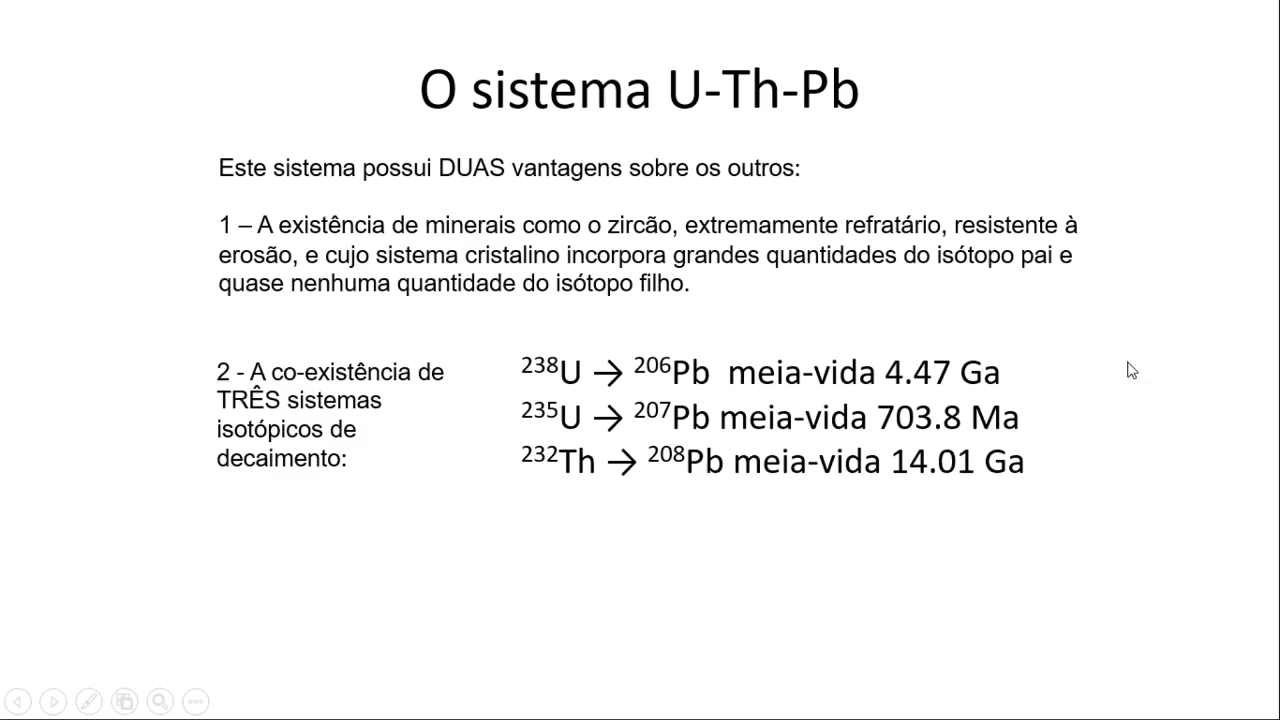 O sistema U-Th-Pb
Este sistema possui DUAS vantagens sobre os outros:
1 – A existência de minerais como o zircão, extremamente refratário, resistente à
erosão, e cujo sistema cristalino incorpora grandes quantidades do isótopo pai e
quase nenhuma quantidade do isótopo filho.
2 - A co-existência de
TRÊS sistemas
isotópicos de
decaimento:
²³⁸U → ²⁰⁶Pb meia-vida 4.47 Ga
²³⁵U → ²⁰⁷Pb meia-vida 703.8 Ma
²³²Th → ²⁰⁸Pb meia-vida 14.01 Ga